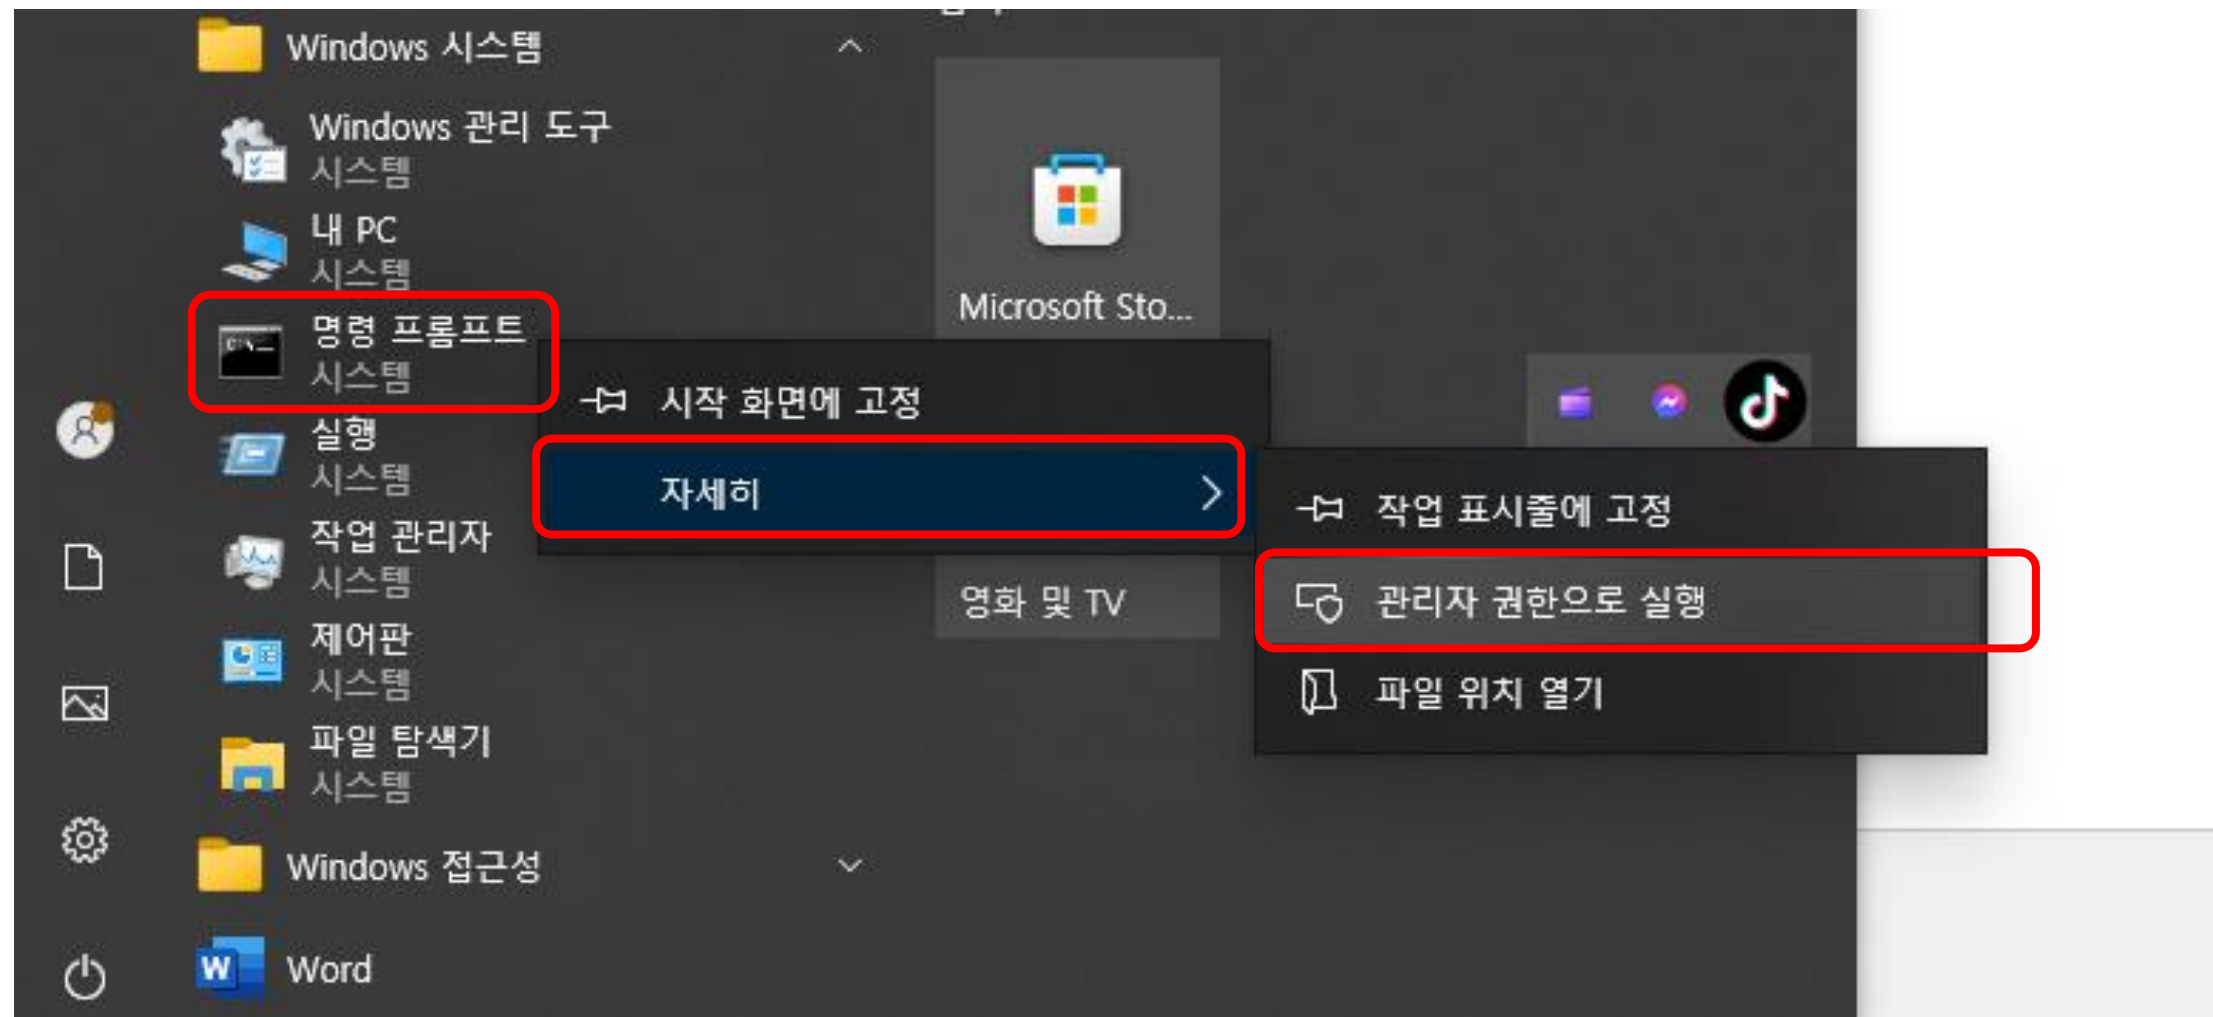 Windows 시스템
Windows 관리 도구
시스템
내 PC
시스템
명령 프롬프트
시스템
실행
시스템
작업 관리자
시스템
제어판
시스템
파일 탐색기
시스템
Windows 접근성
Word
Microsoft Sto...
영화 및 TV
시작 화면에 고정
자세히
작업 표시줄에 고정
관리자 권한으로 실행
파일 위치 열기